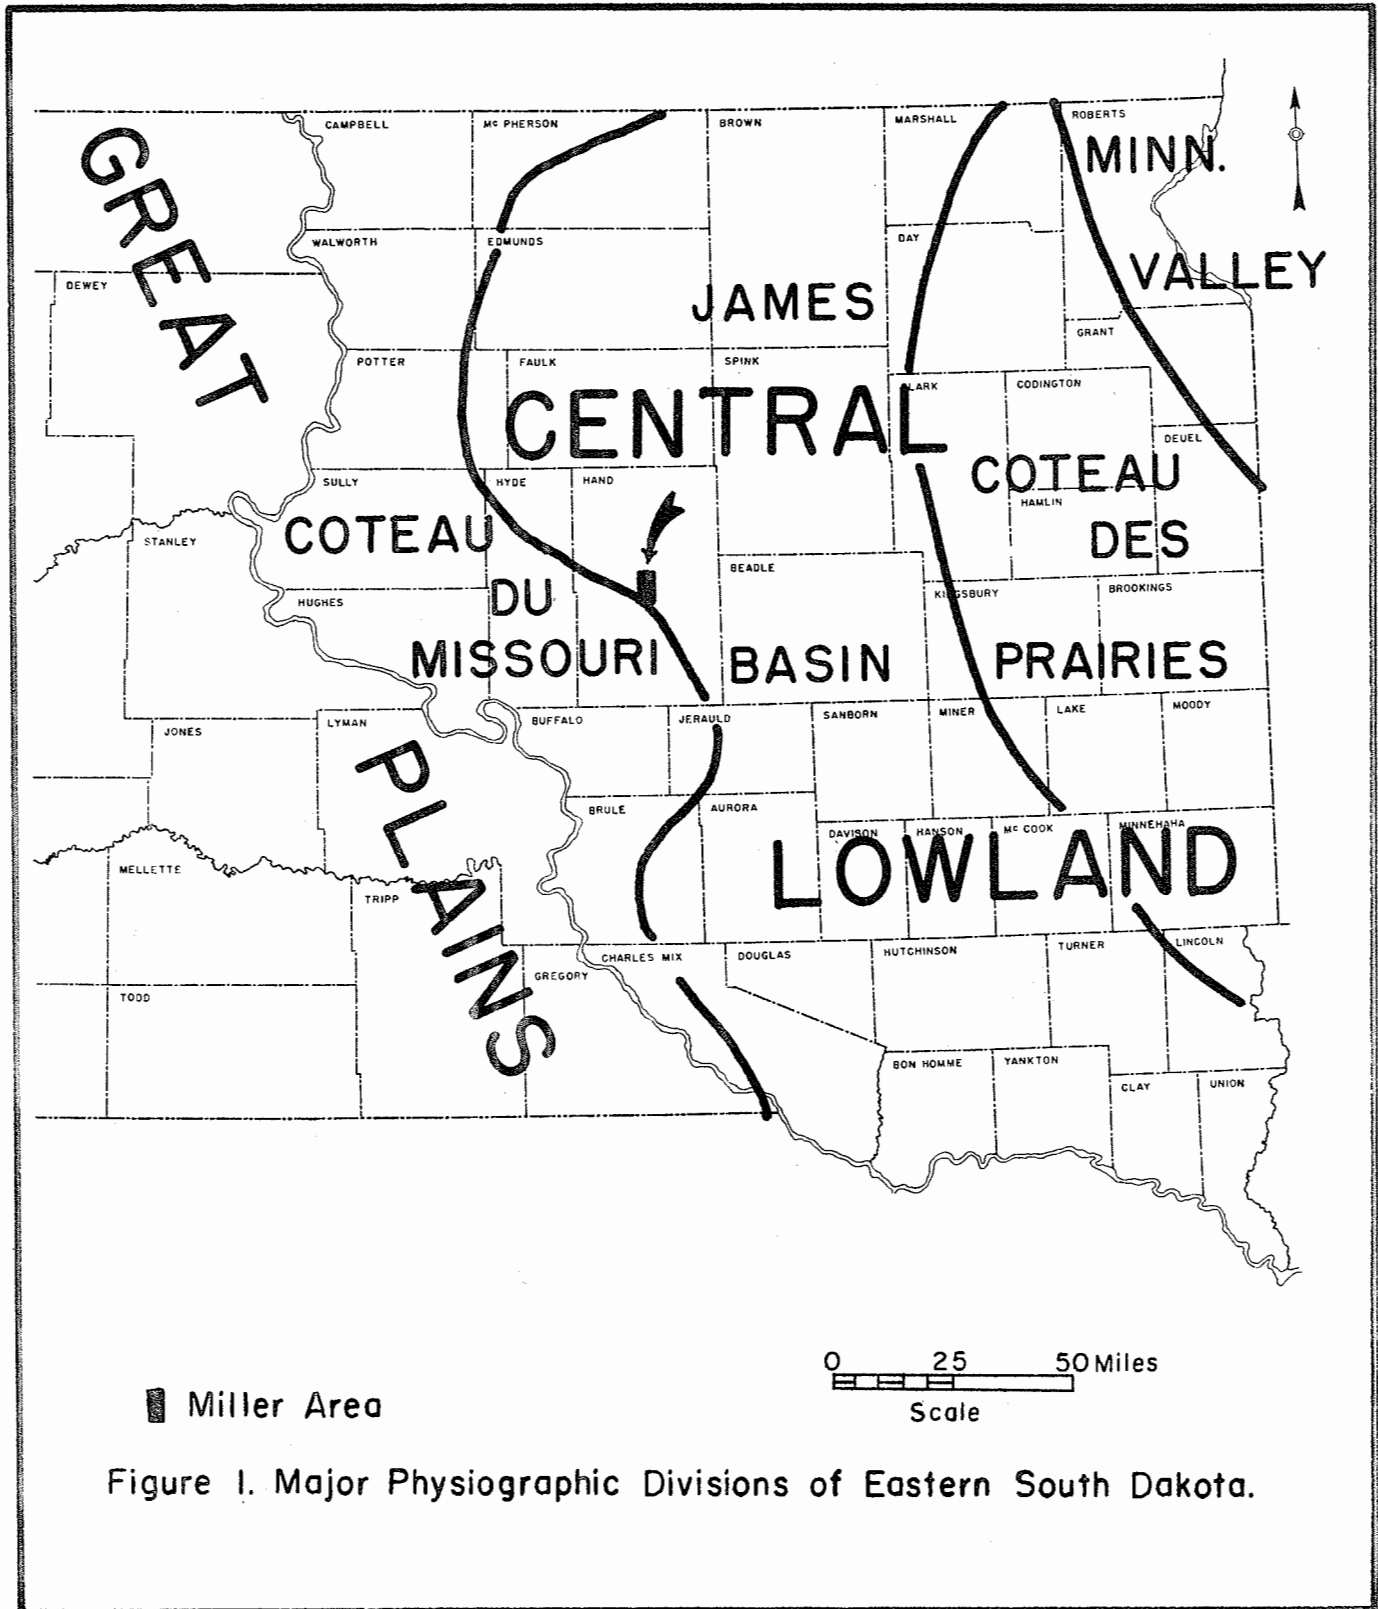 CAMPBELL
Mc PHERSON
BROWN
MARSHALL
ROBERTS
MINN.
GREAT
WALWORTH
EDMUNDS
DAY
VALLEY
DEWEY
JAMES
GRANT
POTTER
FAULK
SPINK
CLARK
CODINGTON
CENTRAL
DEUEL
SULLY
HYDE
HAND
COTEAU
HAMLIN
STANLEY
COTEAU
DES
BEADLE
HUGHES
DU
KINGSBURY
BROOKINGS
MISSOURI
BASIN
PRAIRIES
JONES
LYMAN
BUFFALO
JERAULD
SANBORN
MINER
LAKE
MOODY
PLAINS
BRULE
AURORA
DAVISON
HANSON
Mc COOK
MINNEHAHA
LOWLAND
MELLETTE
TRIPP
TODD
GREGORY
CHARLES MIX
DOUGLAS
HUTCHINSON
TURNER
LINCOLN
BON HOMME
YANKTON
CLAY
UNION
0 25 50 Miles
Scale
Miller Area
Figure 1. Major Physiographic Divisions of Eastern South Dakota.